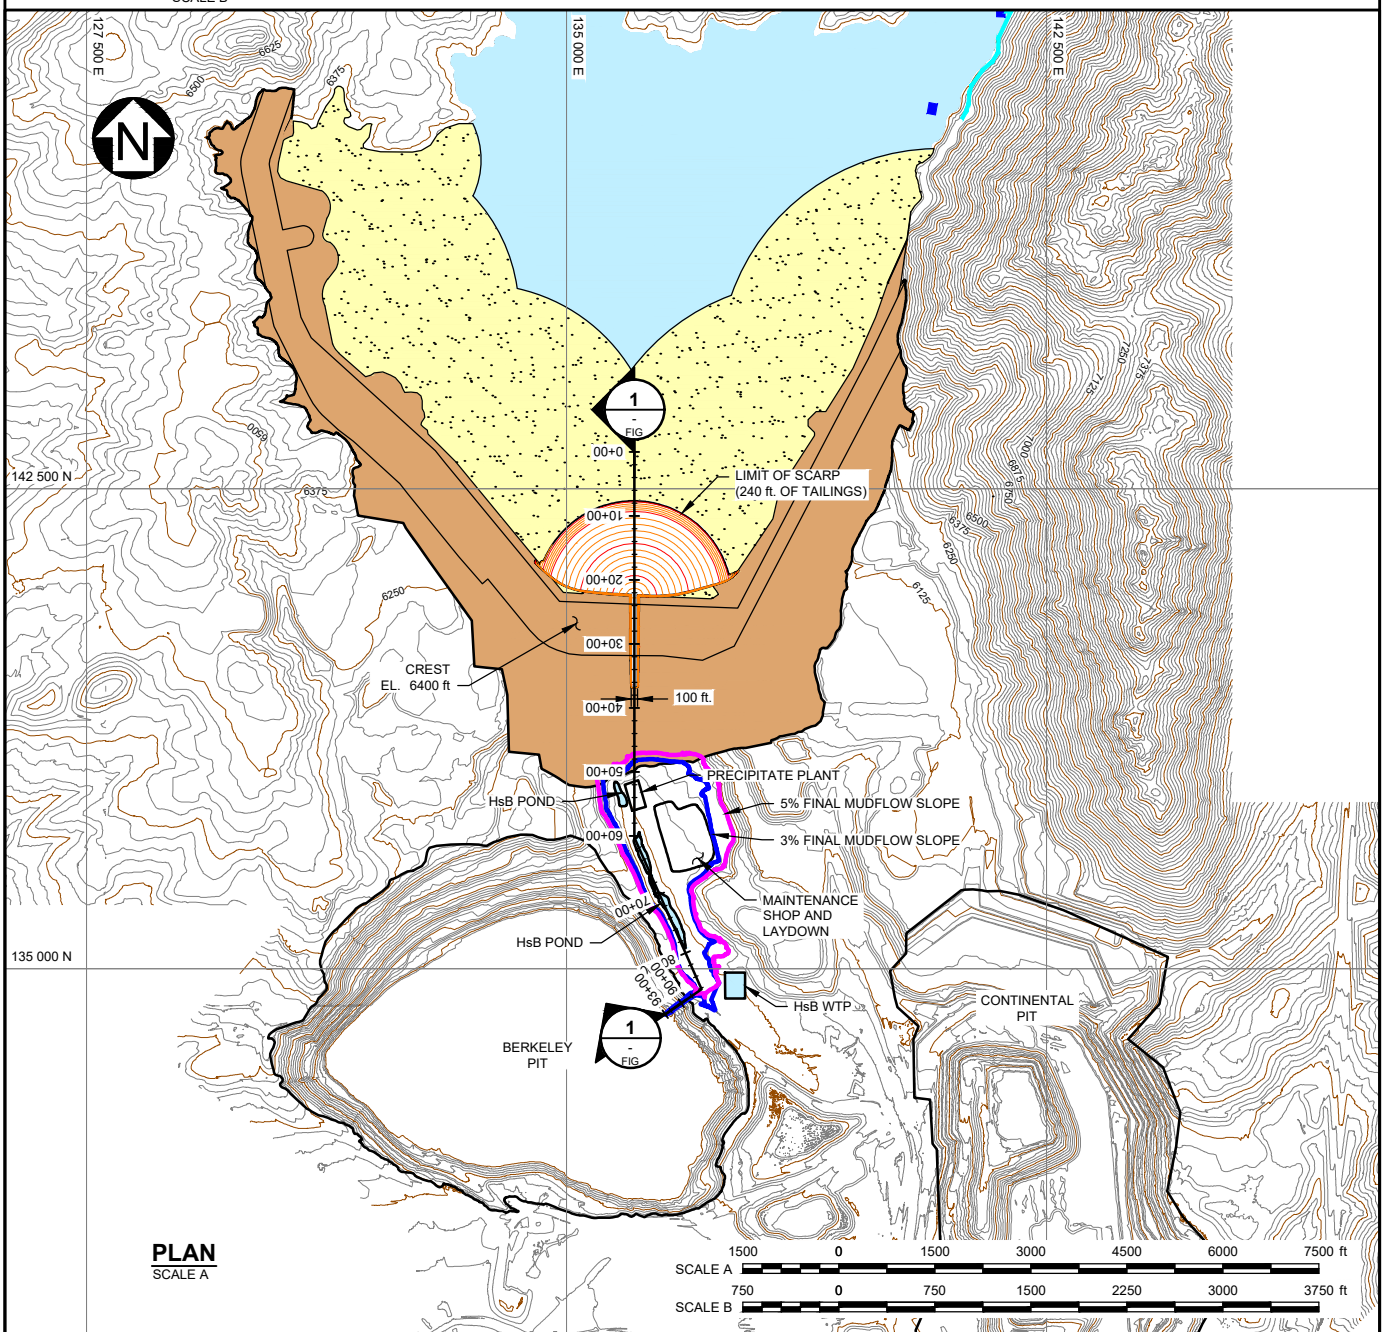 SCALE B
127 500 E
135 000 E
142 500 E
6625
6500
6375
6375
N
1
-
FIG
0+00
142 500 N
LIMIT OF SCARP
(240 ft. OF TAILINGS)
10+00
20+00
30+00
40+00
50+00
60+00
70+00
90+00
93+00
6500
6375
6250
7250
7375
7125
7000
6875
6750
6500
6375
6250
6125
CREST
EL. 6400 ft
100 ft.
PRECIPITATE PLANT
HsB POND
5% FINAL MUDFLOW SLOPE
3% FINAL MUDFLOW SLOPE
MAINTENANCE
SHOP AND
LAYDOWN
HsB POND
135 000 N
HsB WTP
CONTINENTAL
PIT
1
-
FIG
BERKELEY
PIT
PLAN
SCALE A
1500 0 1500 3000 4500 6000 7500 ft
SCALE A
750 0 750 1500 2250 3000 3750 ft
SCALE B